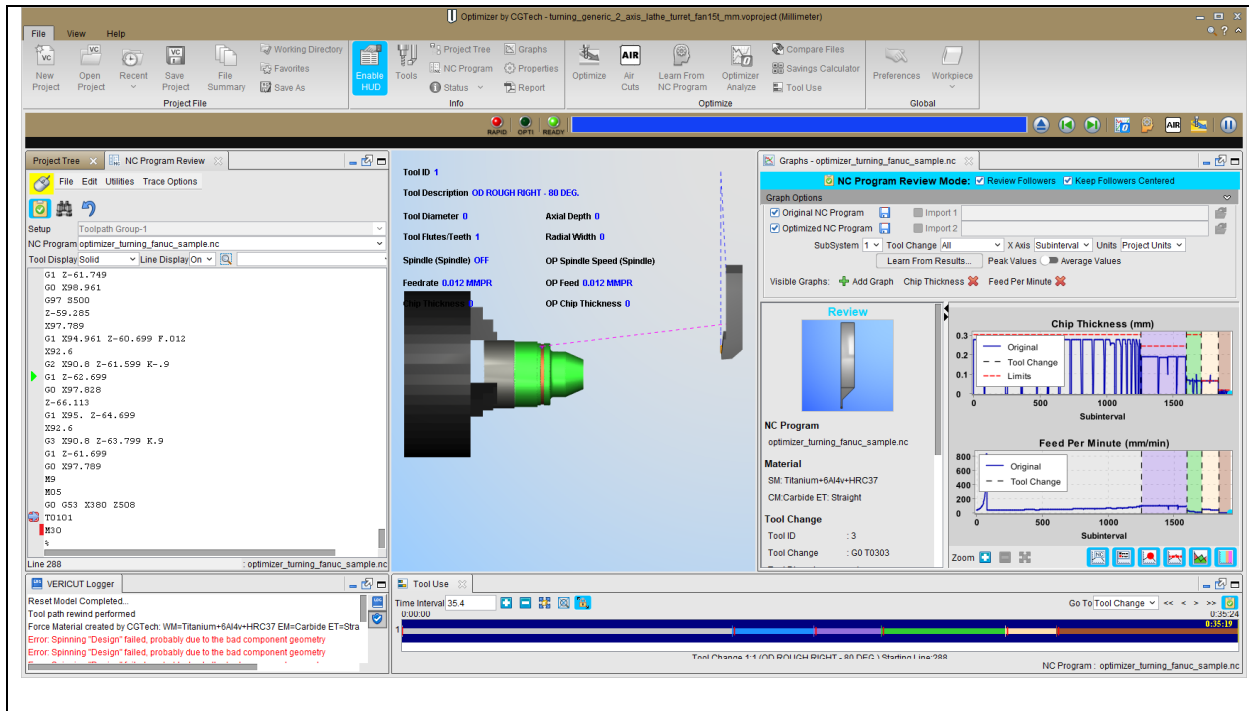 Optimizer by CGTech - turning_generic_2_axis_lathe_turret_fan15t_mm.voproject (Millimeter)
File View Help
New Project
Open Project
Recent
Save Project
File Summary
Working Directory
Favorites
Save As
Project File
Enable HUD
Tools
Project Tree
NC Program
Status
Graphs
Properties
Report
Info
Optimize
AIR
Air Cuts
Learn From NC Program
Optimizer Analyze
Compare Files
Savings Calculator
Tool Use
Optimize
Preferences
Workpiece
Global
RAPID OPTI READY
AIR
Project Tree NC Program Review
File Edit Utilities Trace Options
Setup Toolpath Group-1
NC Program optimizer_turning_fanuc_sample.nc
Tool Display Solid Line Display On
G1 Z-61.749
G0 X98.961
G97 S500
Z-59.285
X97.789
G1 X94.961 Z-60.699 F.012
X92.6
G2 X90.8 Z-61.599 K-.9
G1 Z-62.699
G0 X97.828
Z-66.113
G1 X95. Z-64.699
X92.6
G3 X90.8 Z-63.799 K.9
G1 Z-61.699
G0 X97.789
M9
M05
G0 G53 X380 Z508
T0101
M30
%
Line 288 : optimizer_turning_fanuc_sample.nc
Tool ID 1
Tool Description OD ROUGH RIGHT - 80 DEG.
Tool Diameter 0 Axial Depth 0
Tool Flutes/Teeth 1 Radial Width 0
Spindle (Spindle) OFF OP Spindle Speed (Spindle)
Feedrate 0.012 MMPR OP Feed 0.012 MMPR
Chip Thickness 0 OP Chip Thickness 0
Graphs - optimizer_turning_fanuc_sample.nc
NC Program Review Mode: Review Followers Keep Followers Centered
Graph Options
Original NC Program Import 1
Optimized NC Program Import 2
SubSystem 1 Tool Change All X Axis Subinterval Units Project Units
Learn From Results... Peak Values Average Values
Visible Graphs: Add Graph Chip Thickness Feed Per Minute
Review
NC Program
optimizer_turning_fanuc_sample.nc
Material
SM: Titanium+6Al4v+HRC37
CM:Carbide ET: Straight
Tool Change
Tool ID : 3
Tool Change : G0 T0303
Chip Thickness (mm)
0.3
0.2
0.1
0
Original
Tool Change
Limits
0 500 1000 1500
Subinterval
Feed Per Minute (mm/min)
800
600
400
200
0
Original
Tool Change
0 500 1000 1500
Subinterval
Zoom
VERICUT Logger
Reset Model Completed...
Tool path rewind performed
Force Material created by CGTech: WM=Titanium+6Al4v+HRC37 EM=Carbide ET=Stra
Error: Spinning "Design" failed, probably due to the bad component geometry
Error: Spinning "Design" failed, probably due to the bad component geometry
Tool Use
Time Interval 35.4 Go To Tool Change << < > >>
0:00:00 0:35:24
0:35:19
1
Tool Change 1:1 (OD ROUGH RIGHT - 80 DEG.) Starting Line:288
NC Program : optimizer_turning_fanuc_sample.nc